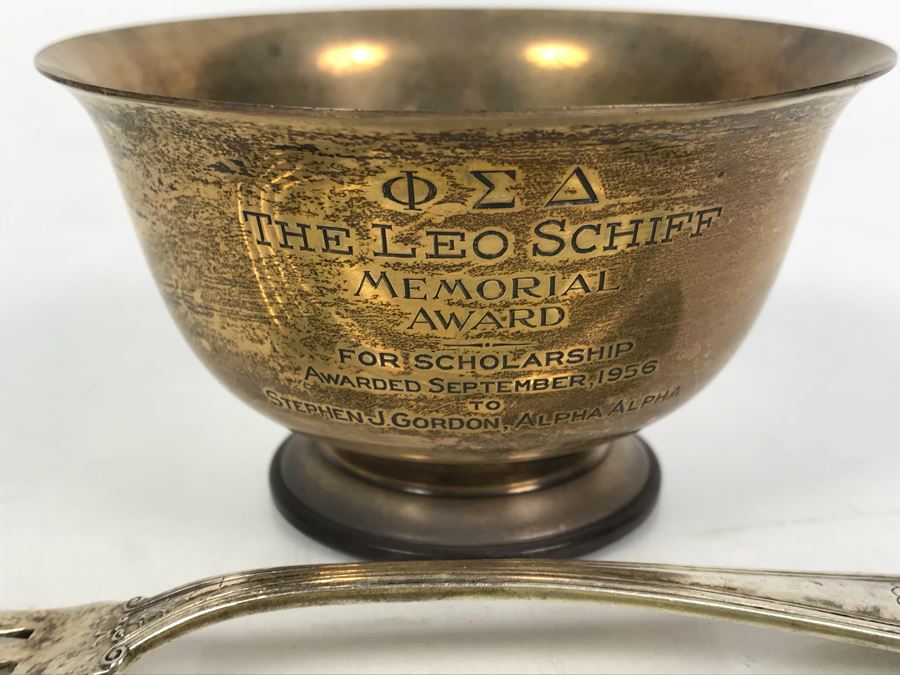 ΦΣΔ
THE LEO SCHIFF
MEMORIAL
AWARD
FOR SCHOLARSHIP
AWARDED SEPTEMBER, 1956
TO
STEPHEN J. GORDON, ALPHA ALPHA